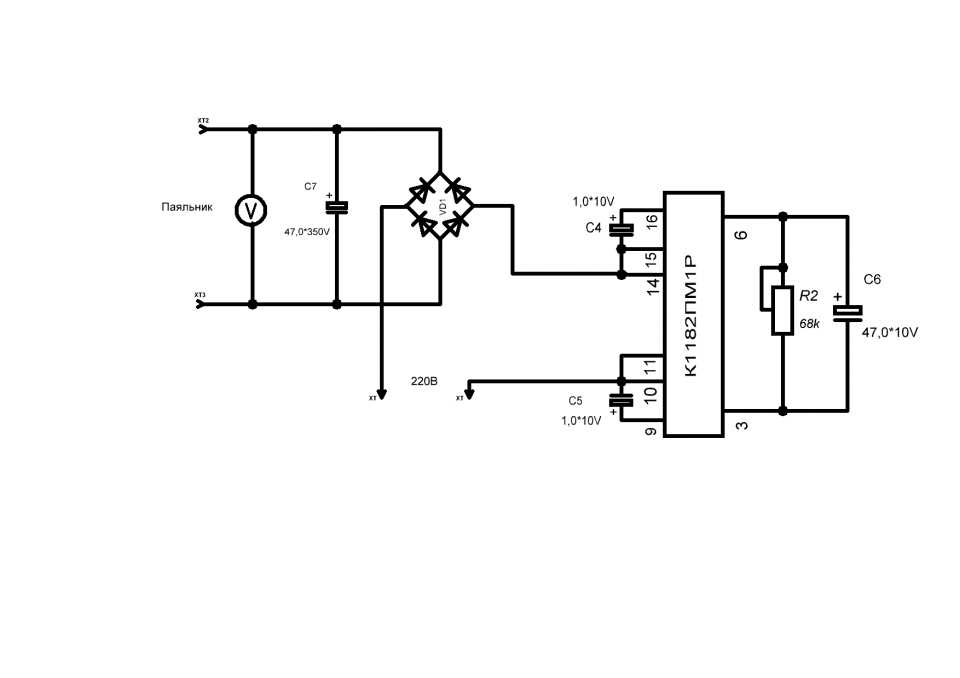 XT2
C7
+
47,0*350V
Паяльник
V
VD1
XT3
220В
XT
XT
1,0*10V
+
C4
16
15
14
К1182ПМ1Р
11
10
9
C5
+
1,0*10V
6
3
R2
68k
C6
+
47,0*10V